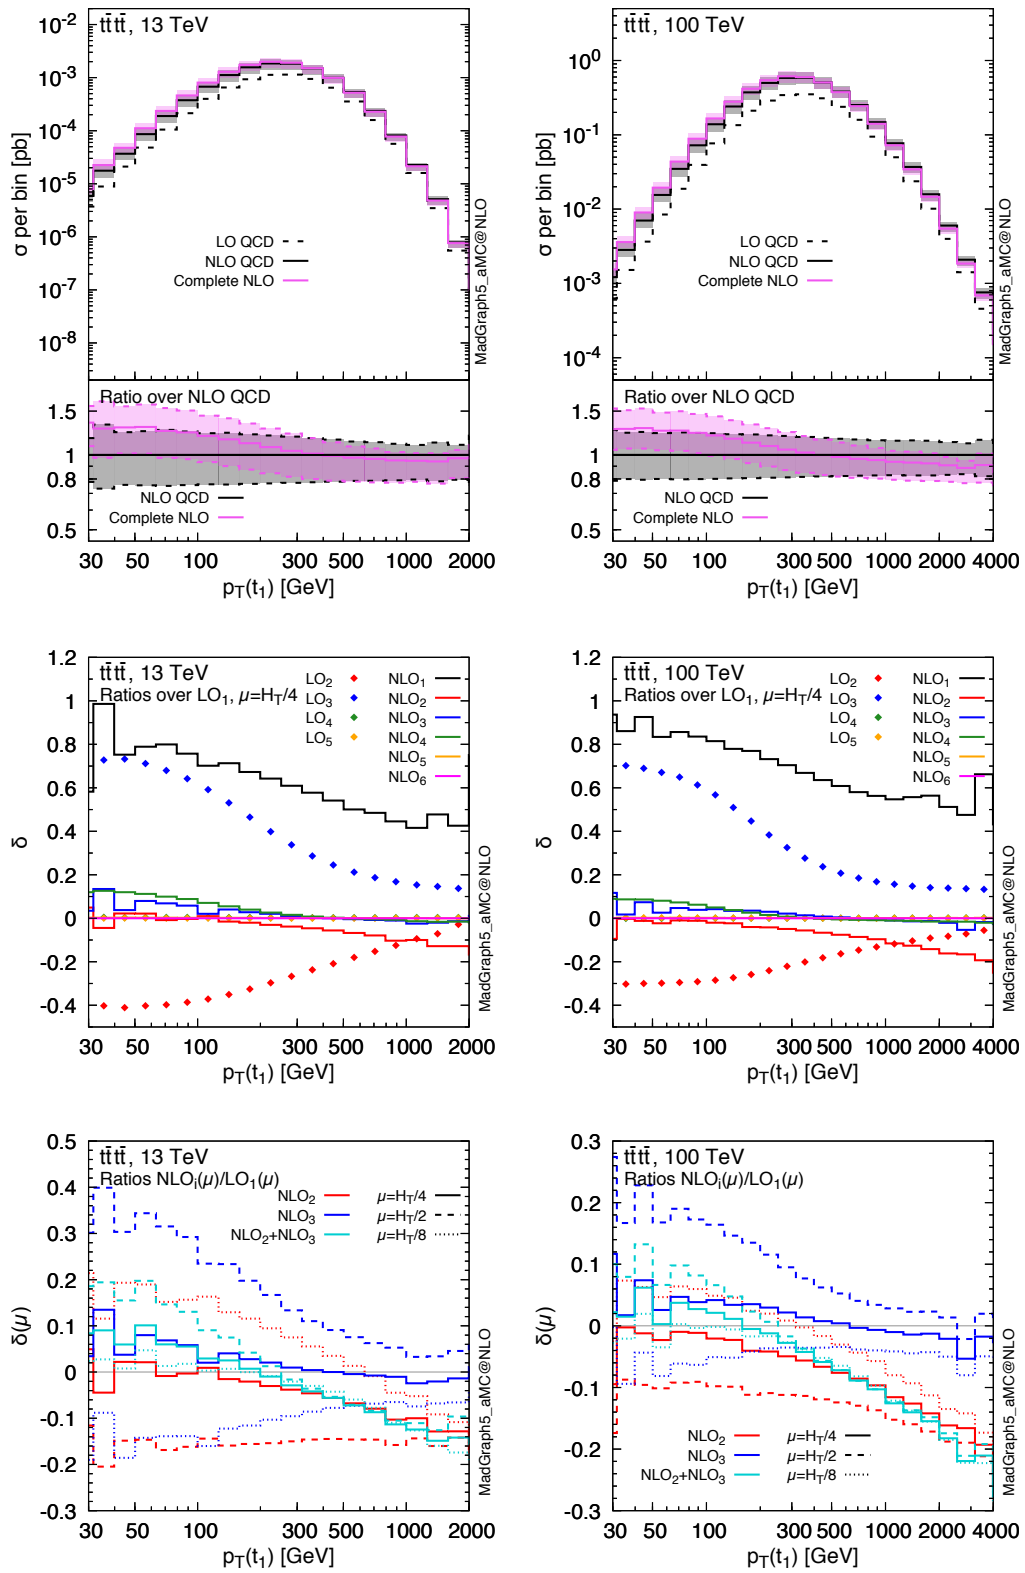 tt̄tt̄, 13 TeV
10⁻²
10⁻³
10⁻⁴
10⁻⁵
10⁻⁶
10⁻⁷
10⁻⁸
σ per bin [pb]
LO QCD
NLO QCD
Complete NLO
MadGraph5_aMC@NLO
Ratio over NLO QCD
1.5
1
0.8
0.5
NLO QCD
Complete NLO
30 50 100 300 500 1000 2000
p_T(t₁) [GeV]
tt̄tt̄, 100 TeV
10⁰
10⁻¹
10⁻²
10⁻³
10⁻⁴
σ per bin [pb]
LO QCD
NLO QCD
Complete NLO
MadGraph5_aMC@NLO
Ratio over NLO QCD
1.5
1
0.8
0.5
NLO QCD
Complete NLO
30 50 100 300 500 1000 2000 4000
p_T(t₁) [GeV]
tt̄tt̄, 13 TeV
Ratios over LO₁, μ=H_T/4
LO₂ NLO₁
LO₃ NLO₂
LO₄ NLO₃
LO₅ NLO₄
NLO₅
NLO₆
1.2
1
0.8
0.6
0.4
0.2
0
-0.2
-0.4
δ
MadGraph5_aMC@NLO
30 50 100 300 500 1000 2000
p_T(t₁) [GeV]
tt̄tt̄, 100 TeV
Ratios over LO₁, μ=H_T/4
LO₂ NLO₁
LO₃ NLO₂
LO₄ NLO₃
LO₅ NLO₄
NLO₅
NLO₆
1.2
1
0.8
0.6
0.4
0.2
0
-0.2
-0.4
δ
MadGraph5_aMC@NLO
30 50 100 300 500 1000 2000 4000
p_T(t₁) [GeV]
tt̄tt̄, 13 TeV
Ratios NLOᵢ(μ)/LO₁(μ)
NLO₂ μ=H_T/4
NLO₃ μ=H_T/2
NLO₂+NLO₃ μ=H_T/8
0.5
0.4
0.3
0.2
0.1
0
-0.1
-0.2
-0.3
δ(μ)
MadGraph5_aMC@NLO
30 50 100 300 500 1000 2000
p_T(t₁) [GeV]
tt̄tt̄, 100 TeV
Ratios NLOᵢ(μ)/LO₁(μ)
0.3
0.2
0.1
0
-0.1
-0.2
-0.3
δ(μ)
NLO₂ μ=H_T/4
NLO₃ μ=H_T/2
NLO₂+NLO₃ μ=H_T/8
MadGraph5_aMC@NLO
30 50 100 300 500 1000 2000 4000
p_T(t₁) [GeV]